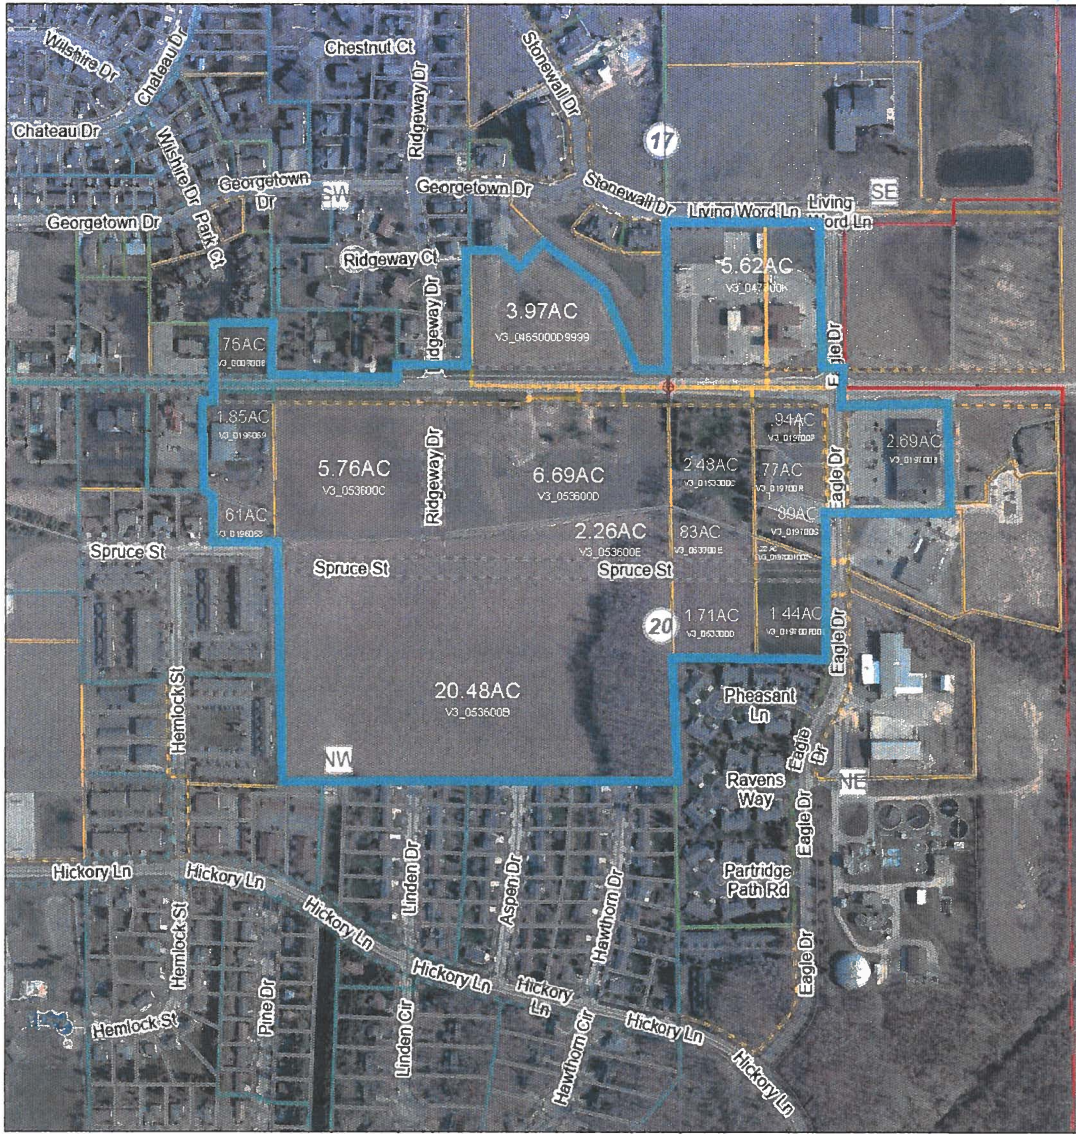 Wilshire Dr
Chateau Dr
Chestnut Ct
Ridgeway Dr
Stonewall Dr
Chateau Dr
Wilshire Dr
17
Georgetown Dr
SW
Georgetown Dr
Stonewall Dr
SE
Georgetown Dr
Park Ct
Living Word Ln
Living
Word Ln
Ridgeway Ct
5.62AC
Ridgeway Dr
3.97AC
V3_0465000D9999
76AC
Eagle Dr
1.85AC
.94AC
5.76AC
V3_053600C
Ridgeway Dr
6.69AC
V3_053600D
2.48AC
77AC
Eagle Dr
2.69AC
61AC
2.26AC
V3_053600E
83AC
89AC
Spruce St
Spruce St
Spruce St
20
1.71AC
1.44AC
Eagle Dr
20.48AC
V3_053600B
Hemlock St
Pheasant
Ln
NW
Eagle
Dr
Ravens
Way
NE
Eagle Dr
Hickory Ln
Hickory Ln
Linden Dr
Aspen Dr
Hawthorn Dr
Partridge
Path Rd
Hemlock St
Hickory Ln
Eagle Dr
Hickory Ln
Hickory
Ln
Pine Dr
Hemlock St
Linden Cir
Hawthorn Cir
Hickory Ln
Hickory Ln